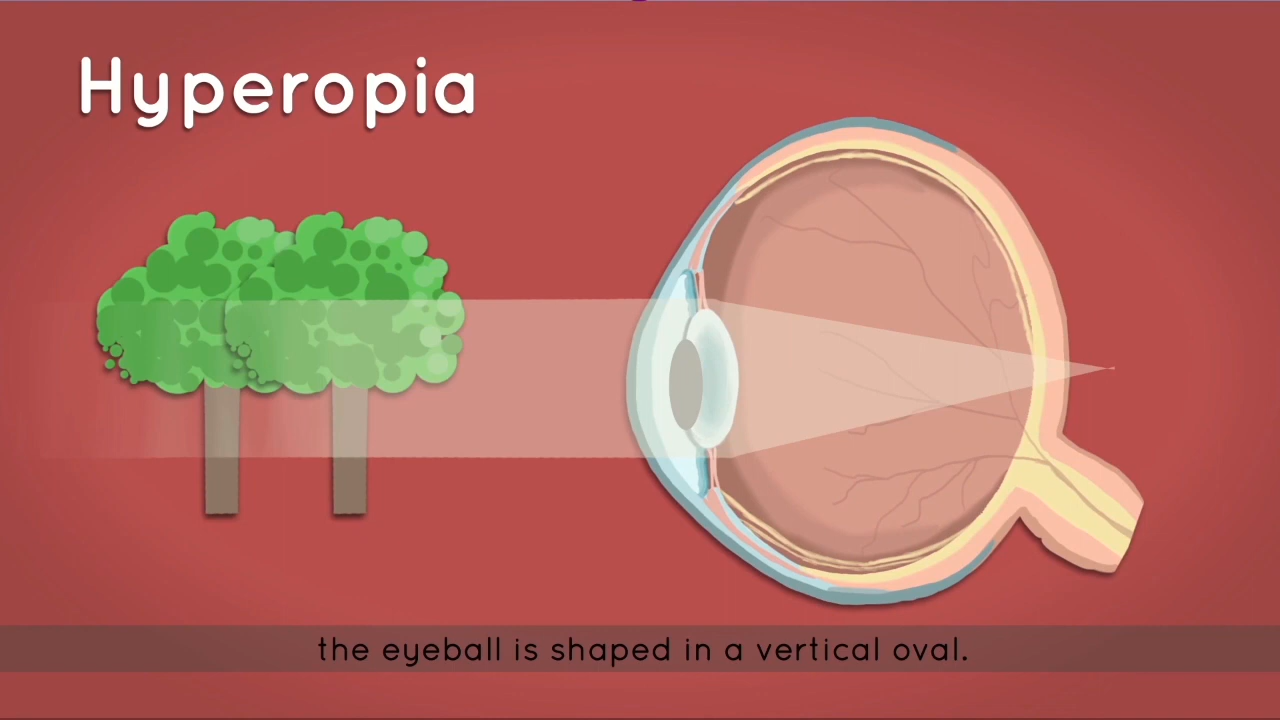 Hyperopia
the eyeball is shaped in a vertical oval.